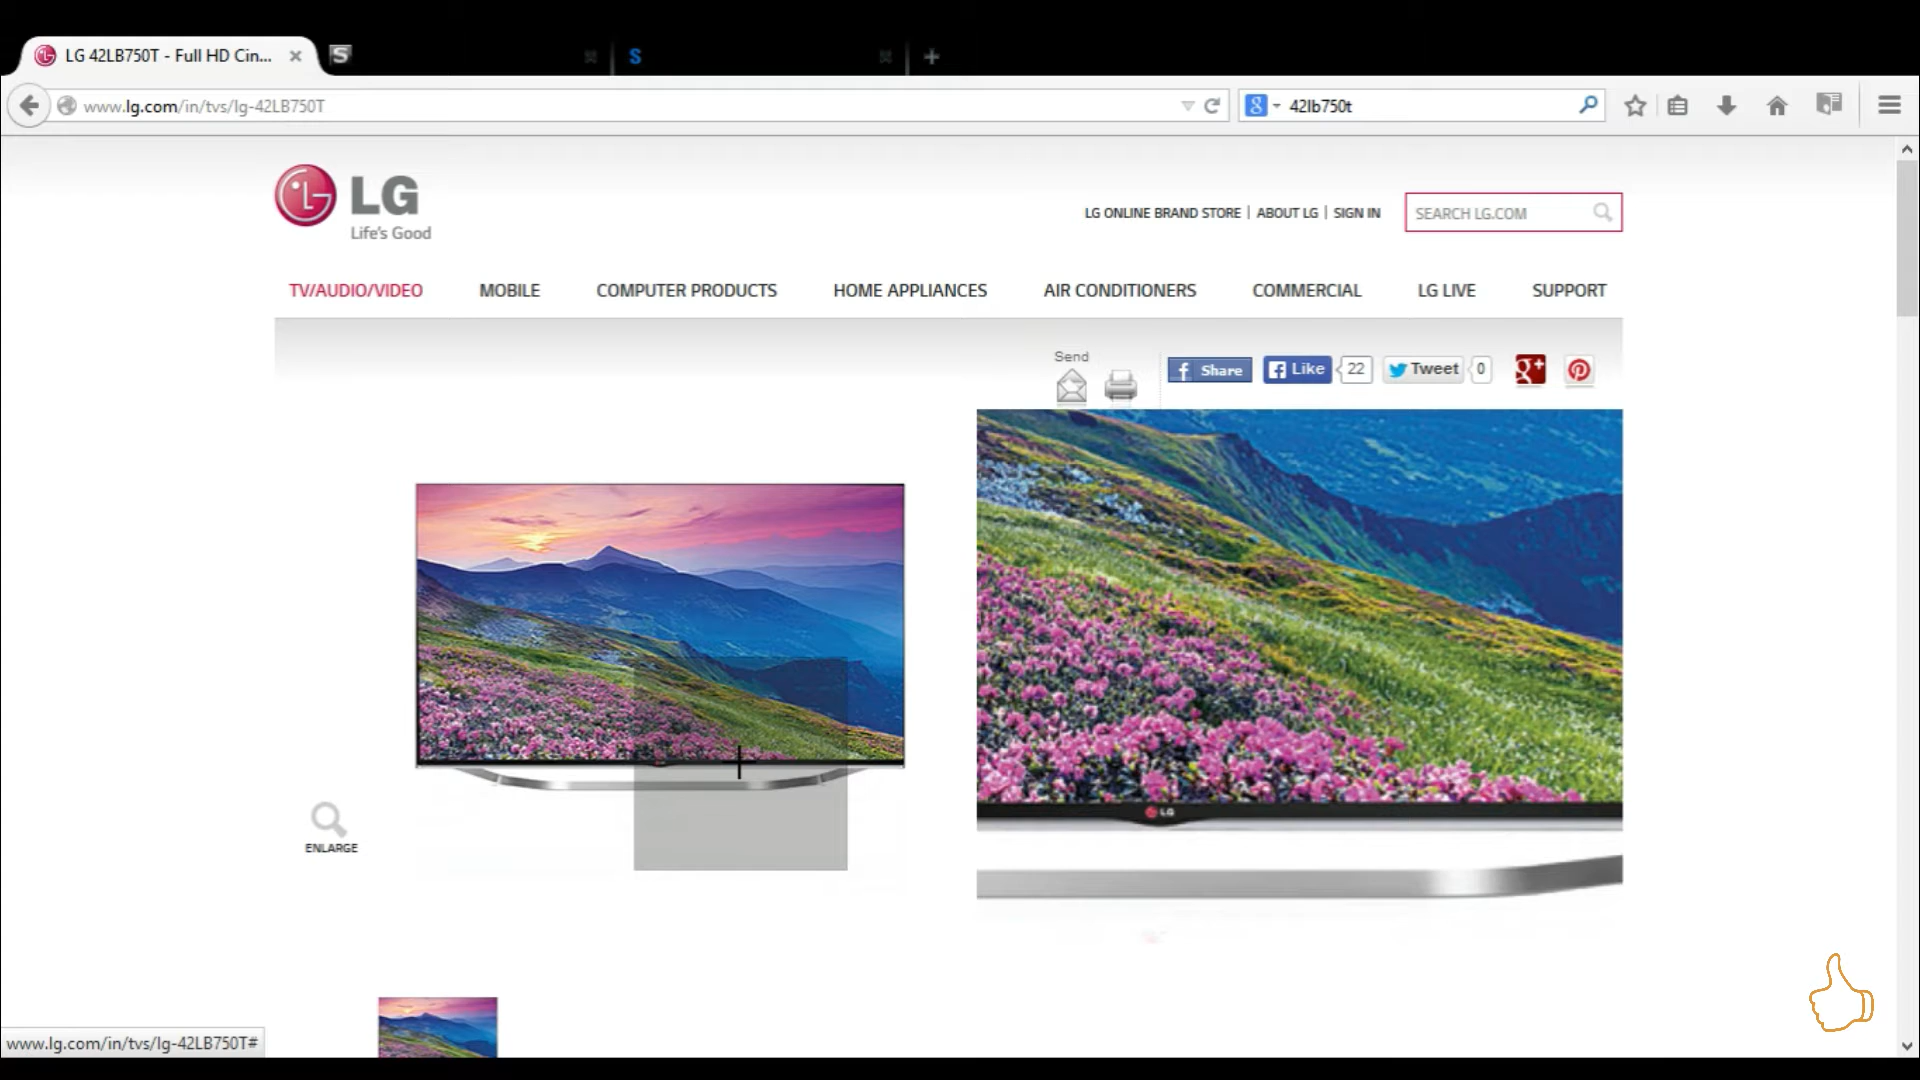 LG 42LB750T - Full HD Cin...
S
S
www.lg.com/in/tvs/lg-42LB750T
8
42lb750t
LG
Life's Good
LG ONLINE BRAND STORE | ABOUT LG | SIGN IN
SEARCH LG.COM
TV/AUDIO/VIDEO
MOBILE
COMPUTER PRODUCTS
HOME APPLIANCES
AIR CONDITIONERS
COMMERCIAL
LG LIVE
SUPPORT
Send
f Share
Like
22
Tweet
0
g+
LG
ENLARGE
www.lg.com/in/tvs/lg-42LB750T#